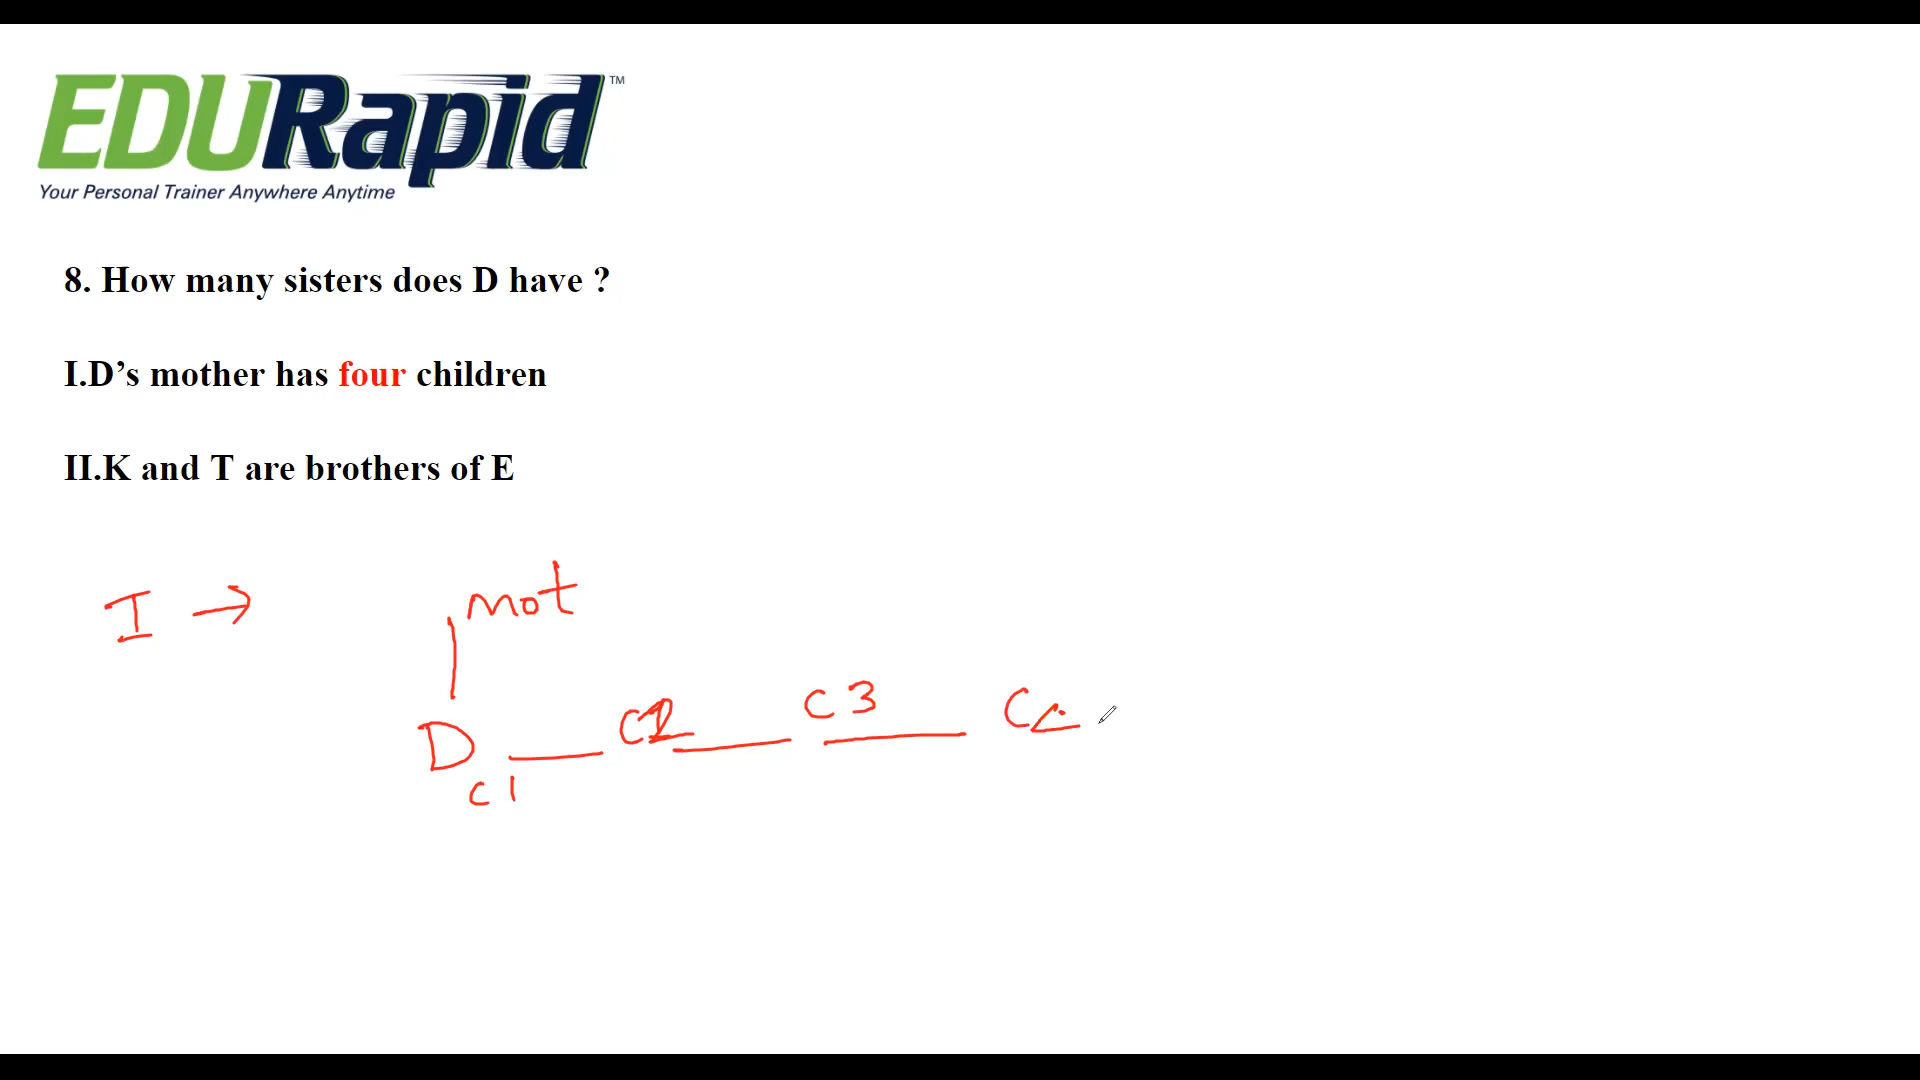 EDURapid™
Your Personal Trainer Anywhere Anytime
8. How many sisters does D have ?
I.D’s mother has four children
II.K and T are brothers of E
I → mot
D C2 C3 C
C1